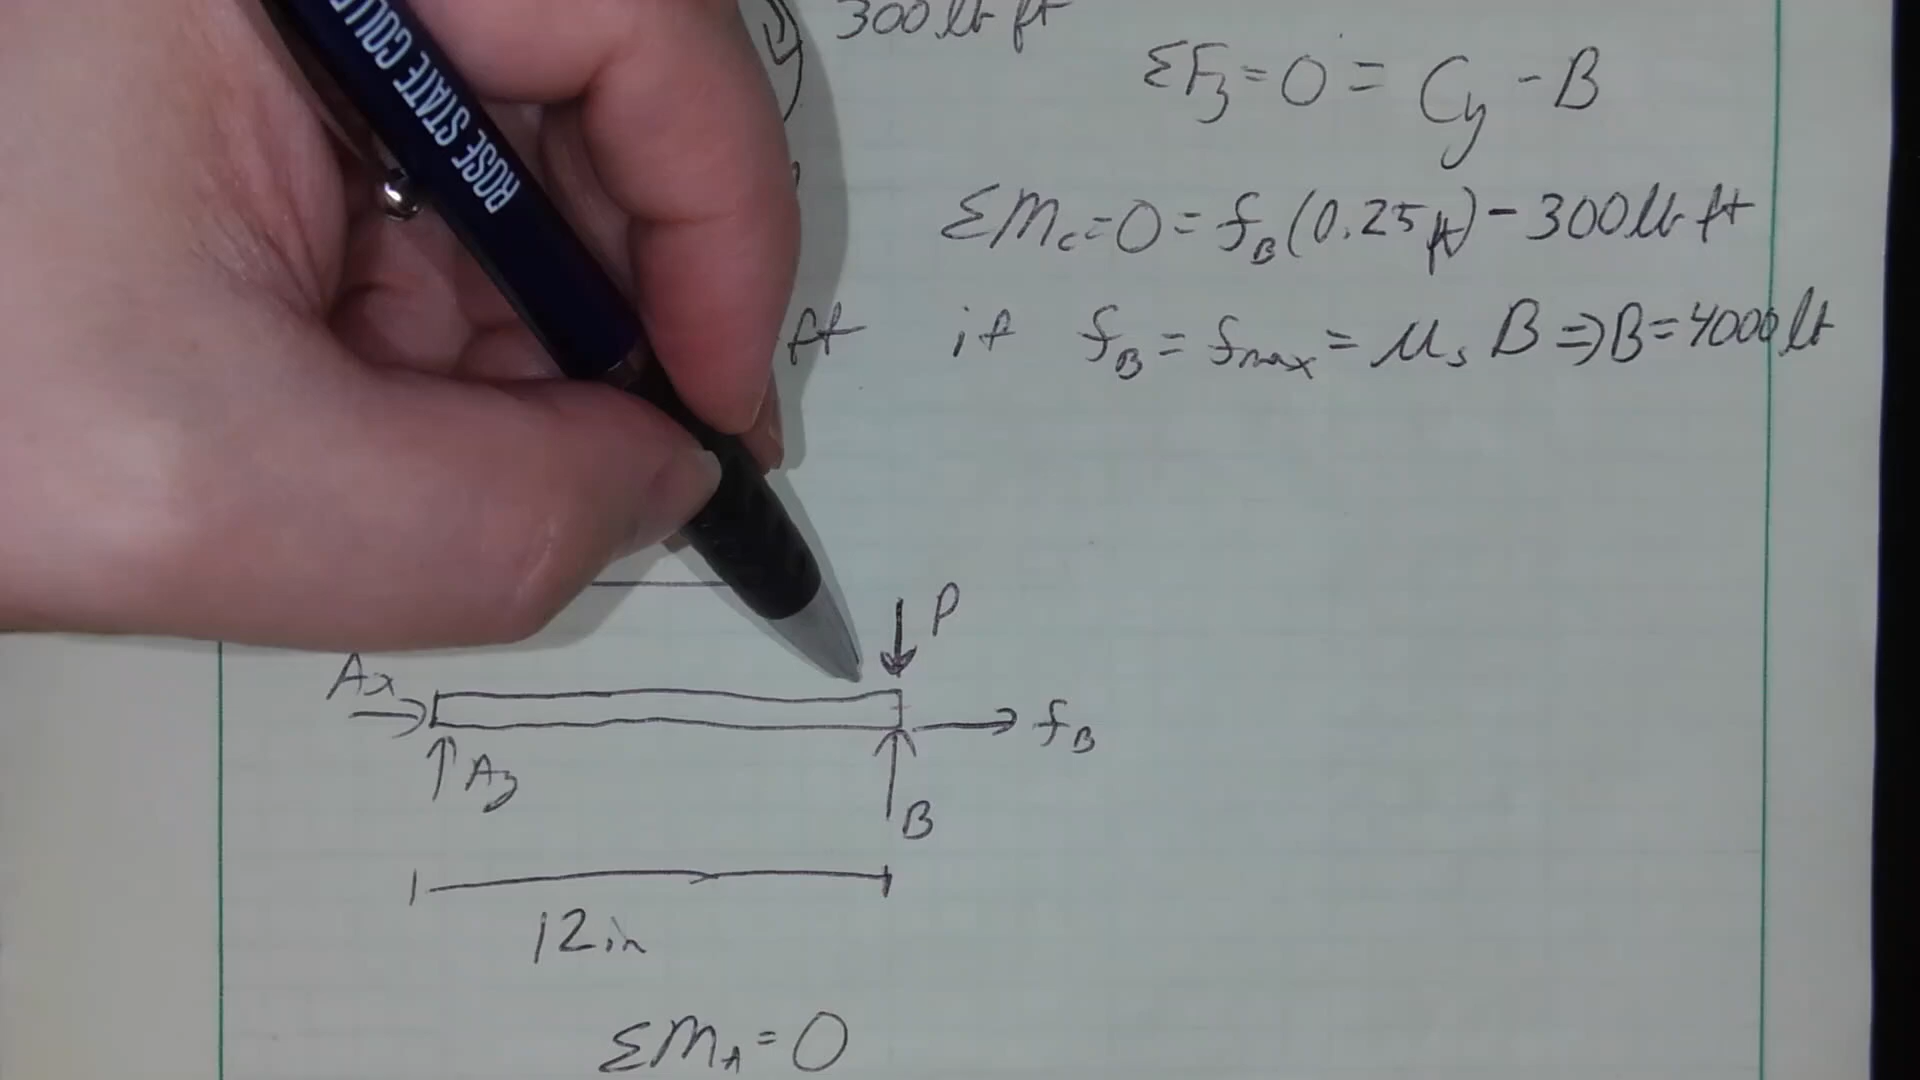 ROSE STATE COLLE
300 lb ft
ΣFy = 0 = Cy - B
ΣMc = 0 = fB (0.25 ft) - 300 lb ft
ft if fB = fmax = μs B ⇒ B = 4000 lb
P
Ax
fB
Ay
B
12 in
ΣMA = 0